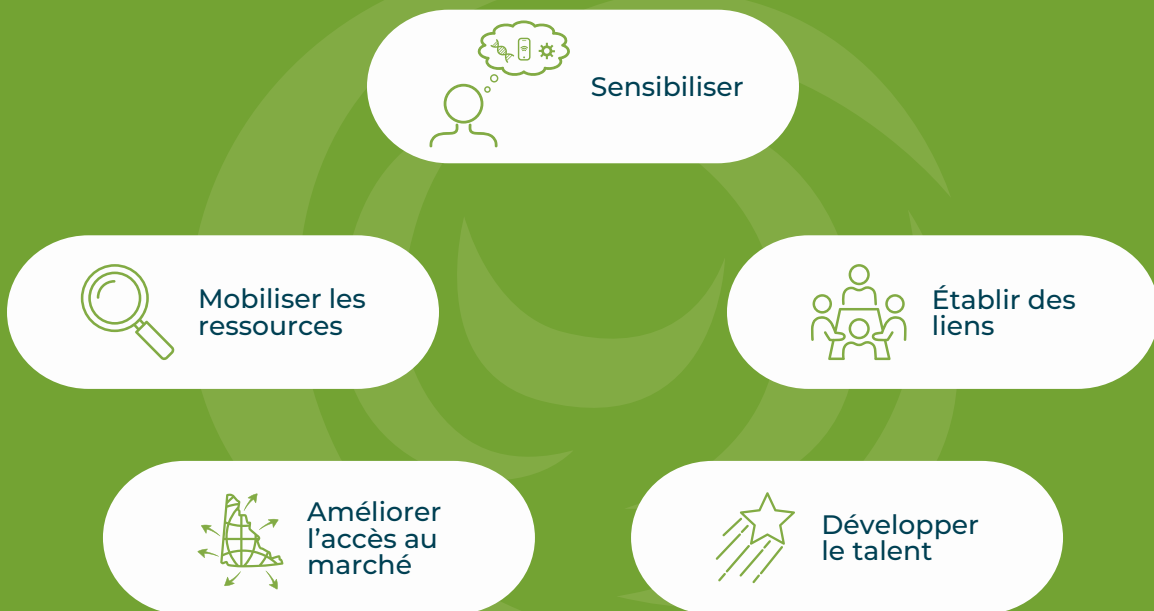 Sensibiliser
Mobiliser les
ressources
Établir des
liens
Améliorer
l’accès au
marché
Développer
le talent